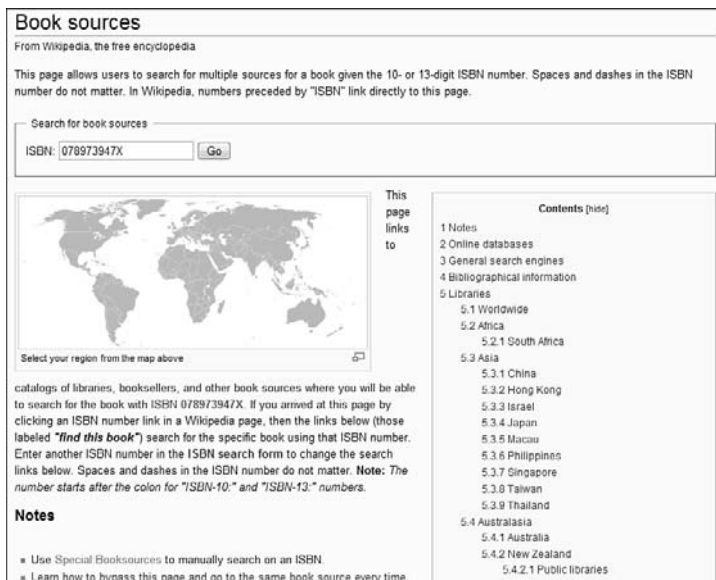 Book sources
From Wikipedia, the free encyclopedia
This page allows users to search for multiple sources for a book given the 10- or 13-digit ISBN number. Spaces and dashes in the ISBN
number do not matter. In Wikipedia, numbers preceded by "ISBN" link directly to this page.
Search for book sources
ISBN: 078973947X Go
This
page
links
to
Select your region from the map above
catalogs of libraries, booksellers, and other book sources where you will be able
to search for the book with ISBN 078973947X. If you arrived at this page by
clicking an ISBN number link in a Wikipedia page, then the links below (those
labeled "find this book") search for the specific book using that ISBN number.
Enter another ISBN number in the ISBN search form to change the search
links below. Spaces and dashes in the ISBN number do not matter. Note: The
number starts after the colon for "ISBN-10:" and "ISBN-13:" numbers.
Notes
Use Special Booksources to manually search on an ISBN.
Learn how to bypass this page and go to the same book source every time
Contents [hide]
1 Notes
2 Online databases
3 General search engines
4 Bibliographical information
5 Libraries
5.1 Worldwide
5.2 Africa
5.2.1 South Africa
5.3 Asia
5.3.1 China
5.3.2 Hong Kong
5.3.3 Israel
5.3.4 Japan
5.3.5 Macau
5.3.6 Philippines
5.3.7 Singapore
5.3.8 Taiwan
5.3.9 Thailand
5.4 Australasia
5.4.1 Australia
5.4.2 New Zealand
5.4.2.1 Public libraries